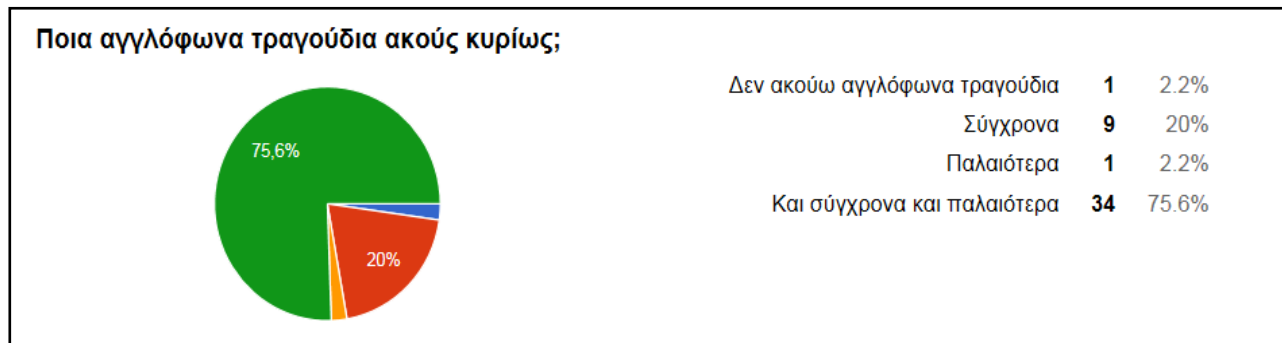 Ποια αγγλόφωνα τραγούδια ακούς κυρίως;
75,6%
20%
Δεν ακούω αγγλόφωνα τραγούδια 1 2.2%
Σύγχρονα 9 20%
Παλαιότερα 1 2.2%
Και σύγχρονα και παλαιότερα 34 75.6%